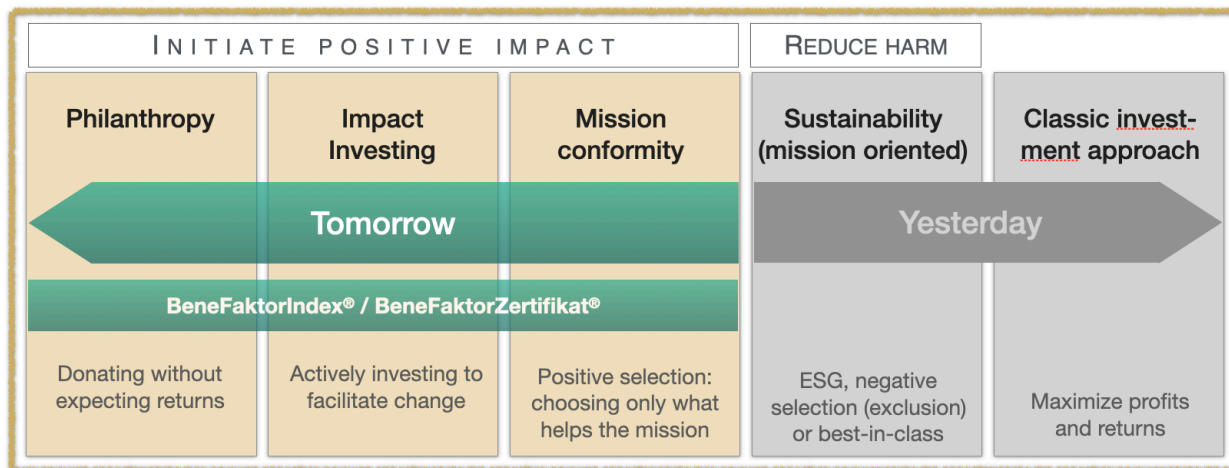 INITIATE POSITIVE IMPACT
REDUCE HARM
Philanthropy
Impact
Investing
Mission
conformity
Sustainability
(mission oriented)
Classic invest-
ment approach
Tomorrow
Yesterday
BeneFaktorIndex® / BeneFaktorZertifikat®
Donating without
expecting returns
Actively investing to
facilitate change
Positive selection:
choosing only what
helps the mission
ESG, negative
selection (exclusion)
or best-in-class
Maximize profits
and returns